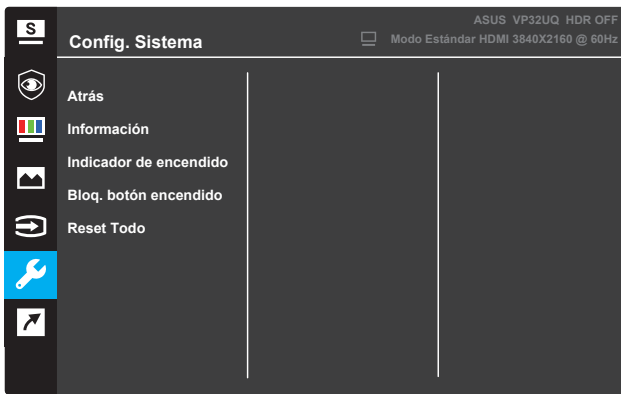 S
ASUS VP32UQ HDR OFF
Config. Sistema
Modo Estándar HDMI 3840X2160 @ 60Hz
Atrás
Información
Indicador de encendido
Bloq. botón encendido
Reset Todo